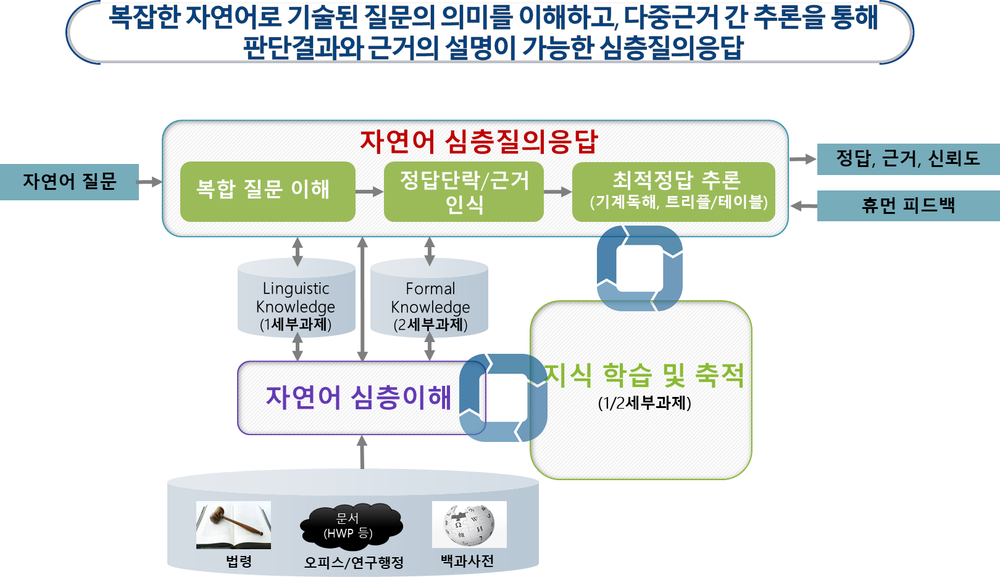 복잡한 자연어로 기술된 질문의 의미를 이해하고, 다중근거 간 추론을 통해
판단결과와 근거의 설명이 가능한 심층질의응답
자연어 심층질의응답
자연어 질문
복합 질문 이해
정답단락/근거
인식
최적정답 추론
(기계독해, 트리플/테이블)
정답, 근거, 신뢰도
휴먼 피드백
Linguistic
Knowledge
(1세부과제)
Formal
Knowledge
(2세부과제)
자연어 심층이해
지식 학습 및 축적
(1/2세부과제)
문서
(HWP 등)
법령
오피스/연구행정
백과사전